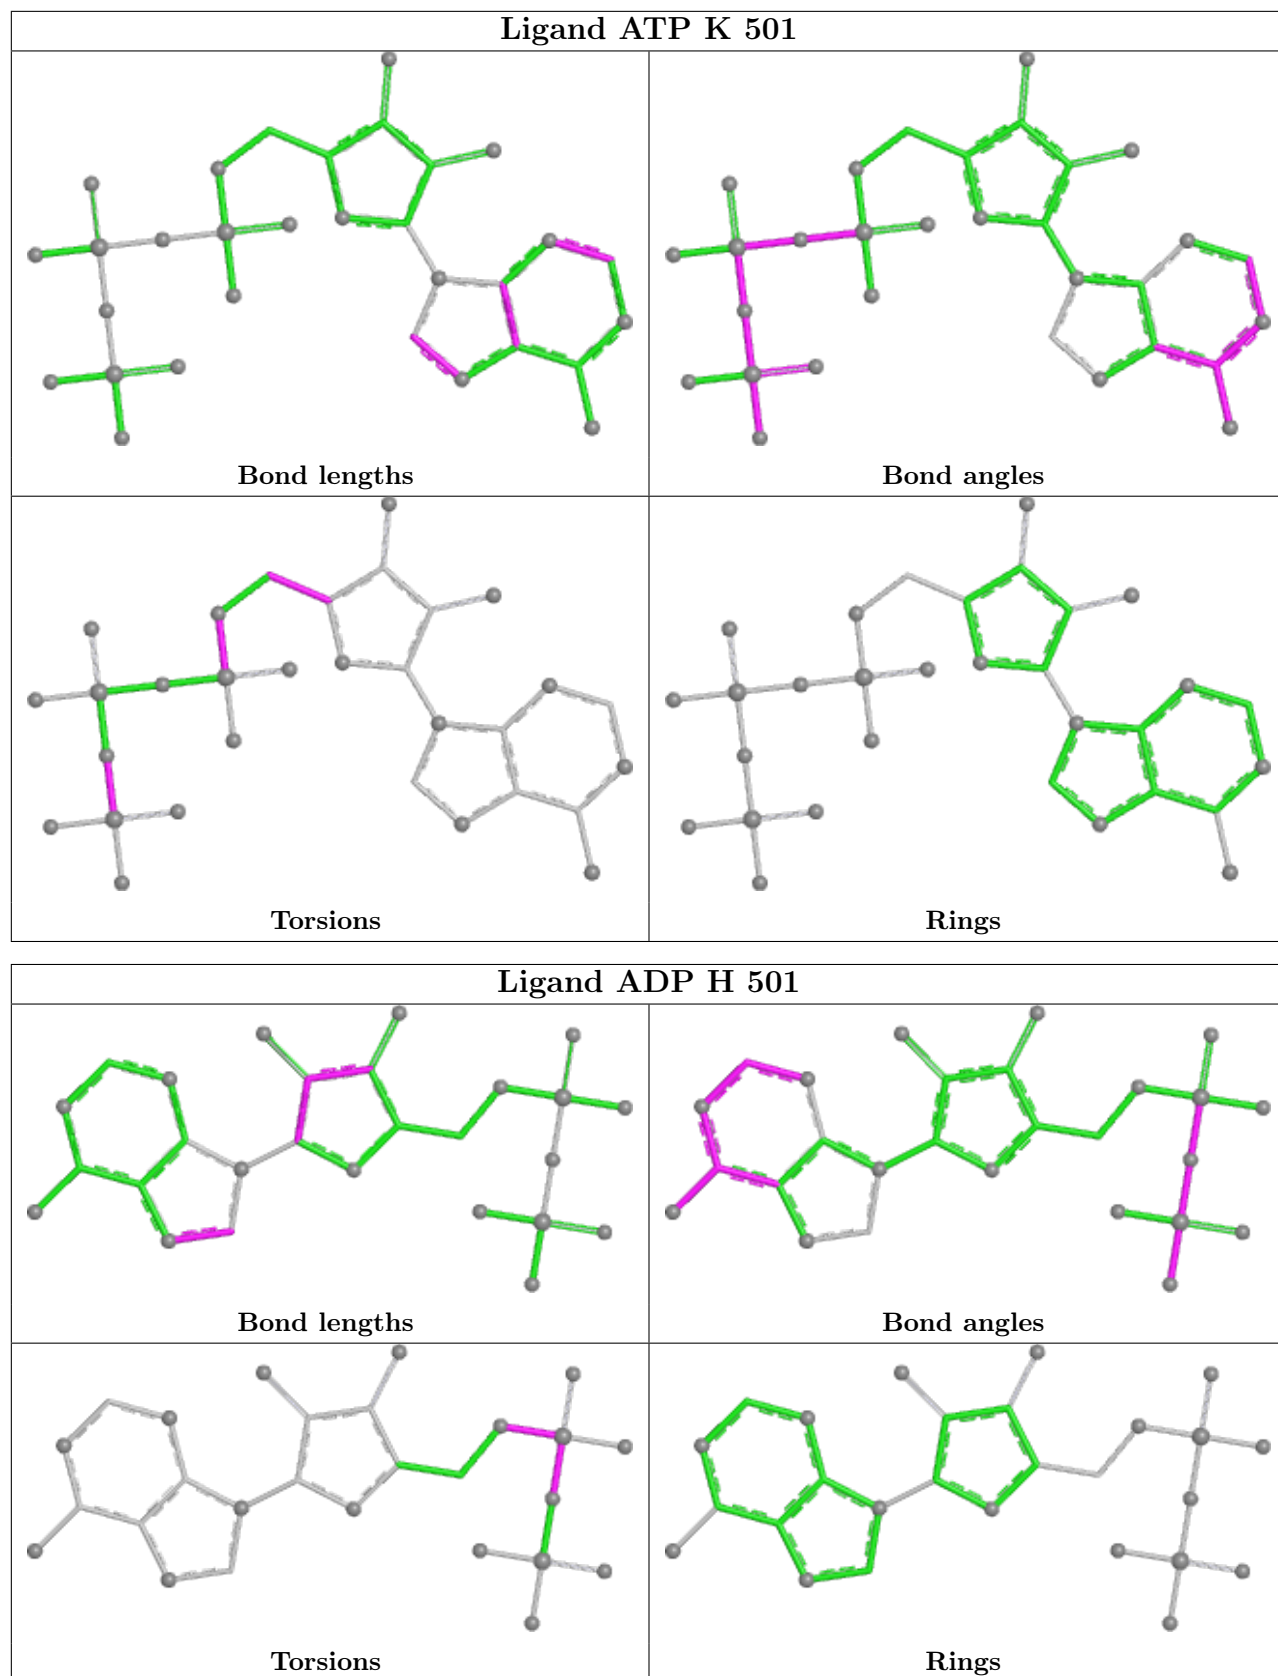 Ligand ATP K 501
Bond lengths
Bond angles
Torsions
Rings
Ligand ADP H 501
Bond lengths
Bond angles
Torsions
Rings